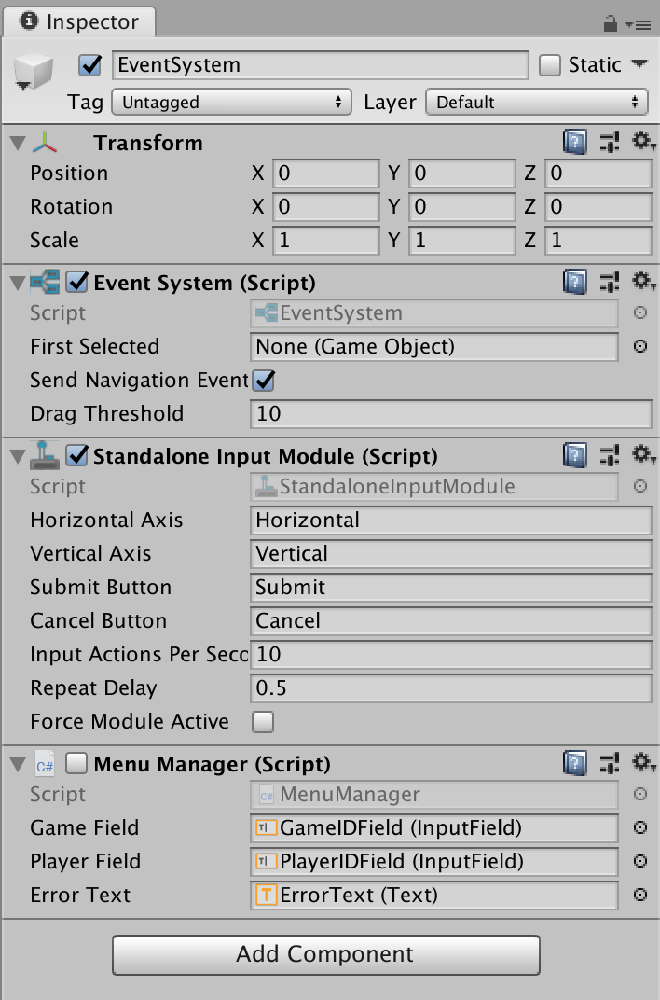 Inspector
EventSystem Static
Tag Untagged Layer Default
Transform
Position X 0 Y 0 Z 0
Rotation X 0 Y 0 Z 0
Scale X 1 Y 1 Z 1
Event System (Script)
Script EventSystem
First Selected None (Game Object)
Send Navigation Event
Drag Threshold 10
Standalone Input Module (Script)
Script StandaloneInputModule
Horizontal Axis Horizontal
Vertical Axis Vertical
Submit Button Submit
Cancel Button Cancel
Input Actions Per Seco 10
Repeat Delay 0.5
Force Module Active
C# Menu Manager (Script)
Script C# MenuManager
Game Field GameIDField (InputField)
Player Field PlayerIDField (InputField)
Error Text ErrorText (Text)
Add Component